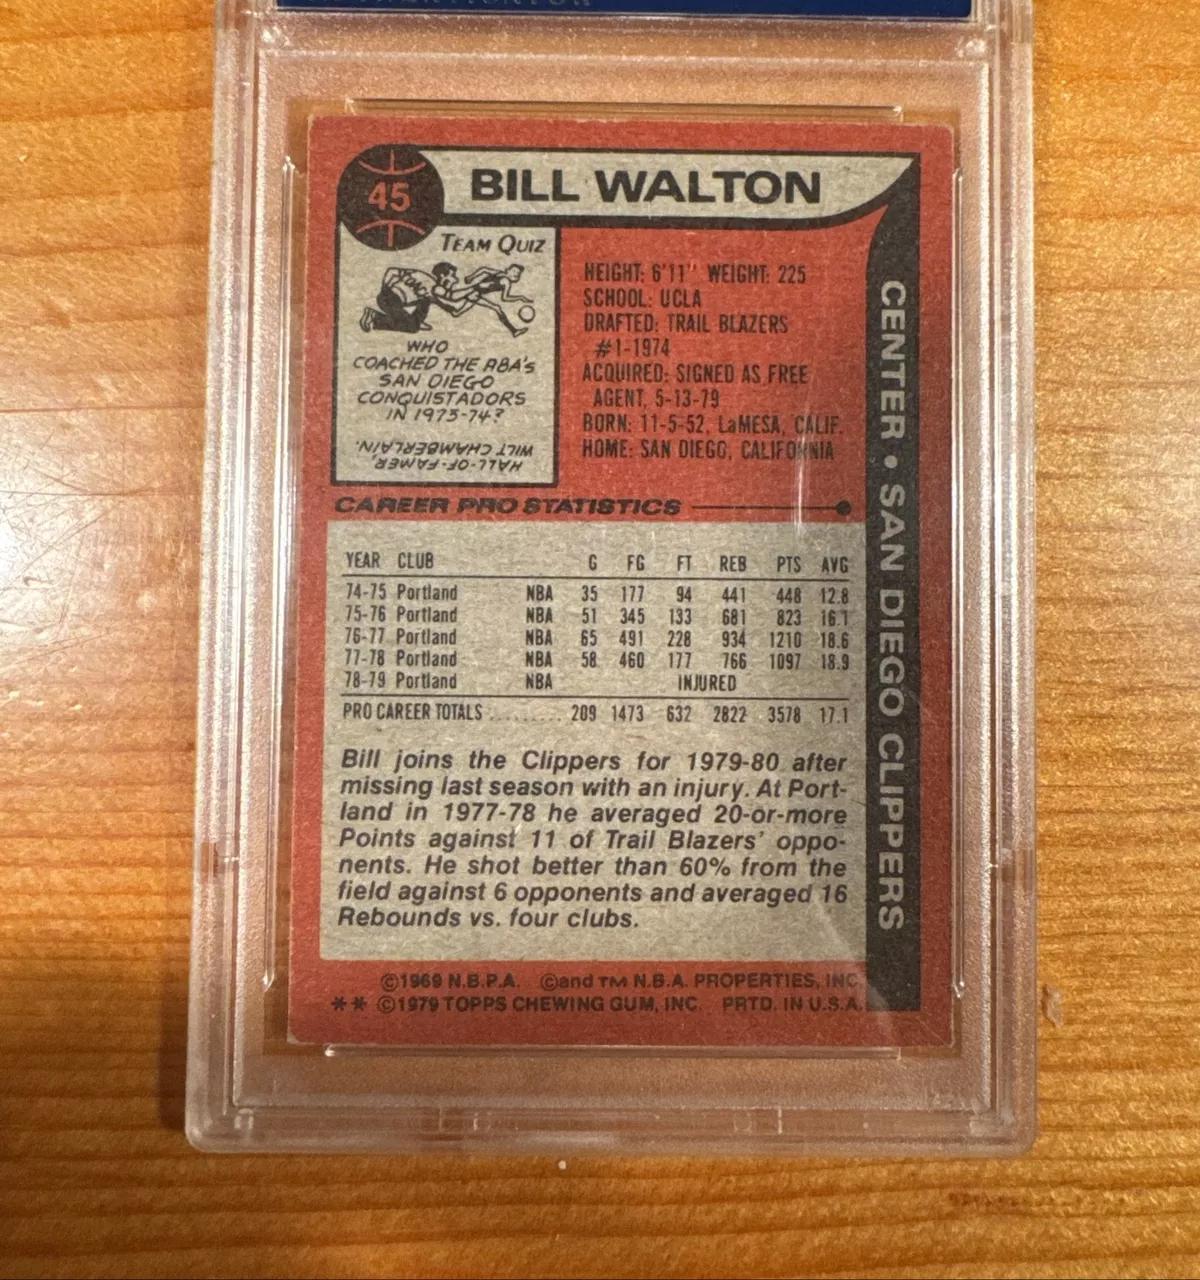 45
BILL WALTON
TEAM QUIZ
WHO
COACHED THE ABA'S
SAN DIEGO
CONQUISTADORS
IN 1973-74?
HALL-OF-FAMER,
WILT CHAMBERLAIN.
HEIGHT: 6'11" WEIGHT: 225
SCHOOL: UCLA
DRAFTED: TRAIL BLAZERS
#1-1974
ACQUIRED: SIGNED AS FREE
AGENT, 5-13-79
BORN: 11-5-52, LaMESA, CALIF.
HOME: SAN DIEGO, CALIFORNIA
CENTER • SAN DIEGO CLIPPERS
CAREER PRO STATISTICS
YEAR CLUB G FG FT REB PTS AVG
74-75 Portland NBA 35 177 94 441 448 12.8
75-76 Portland NBA 51 345 133 681 823 16.1
76-77 Portland NBA 65 491 228 934 1210 18.6
77-78 Portland NBA 58 460 177 766 1097 18.9
78-79 Portland NBA INJURED
PRO CAREER TOTALS ......... 209 1473 632 2822 3578 17.1
Bill joins the Clippers for 1979-80 after
missing last season with an injury. At Port-
land in 1977-78 he averaged 20-or-more
Points against 11 of Trail Blazers' oppo-
nents. He shot better than 60% from the
field against 6 opponents and averaged 16
Rebounds vs. four clubs.
©1969 N.B.P.A. ©and TM N.B.A. PROPERTIES, INC.
** ©1979 TOPPS CHEWING GUM, INC. PRTD. IN U.S.A.